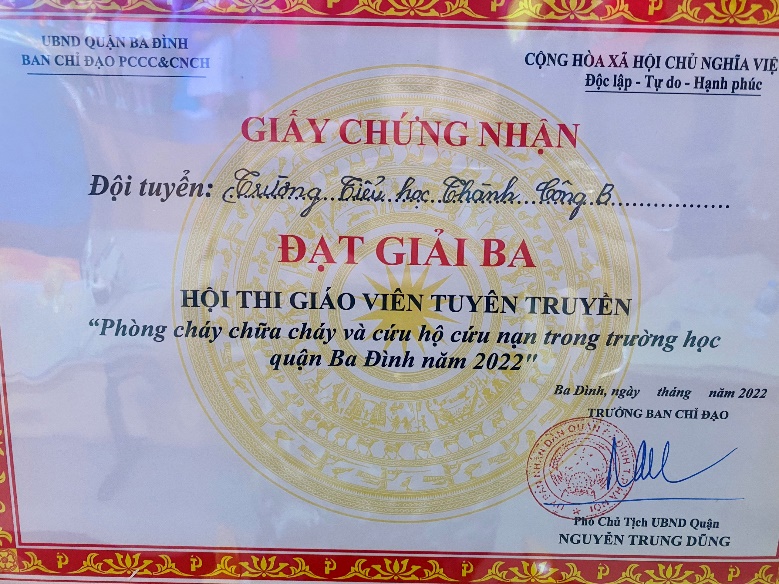 UBND QUẬN BA ĐÌNH
BAN CHỈ ĐẠO PCCC&CNCH
CỘNG HÒA XÃ HỘI CHỦ NGHĨA VIỆ
Độc lập - Tự do - Hạnh phúc
GIẤY CHỨNG NHẬN
Đội tuyển: Trường Tiểu học Thành Công B
ĐẠT GIẢI BA
HỘI THI GIÁO VIÊN TUYÊN TRUYỀN
“Phòng cháy chữa cháy và cứu hộ cứu nạn trong trường học
quận Ba Đình năm 2022"
Ba Đình, ngày tháng năm 2022
TRƯỞNG BAN CHỈ ĐẠO
Phó Chủ Tịch UBND Quận
NGUYỄN TRUNG DŨNG